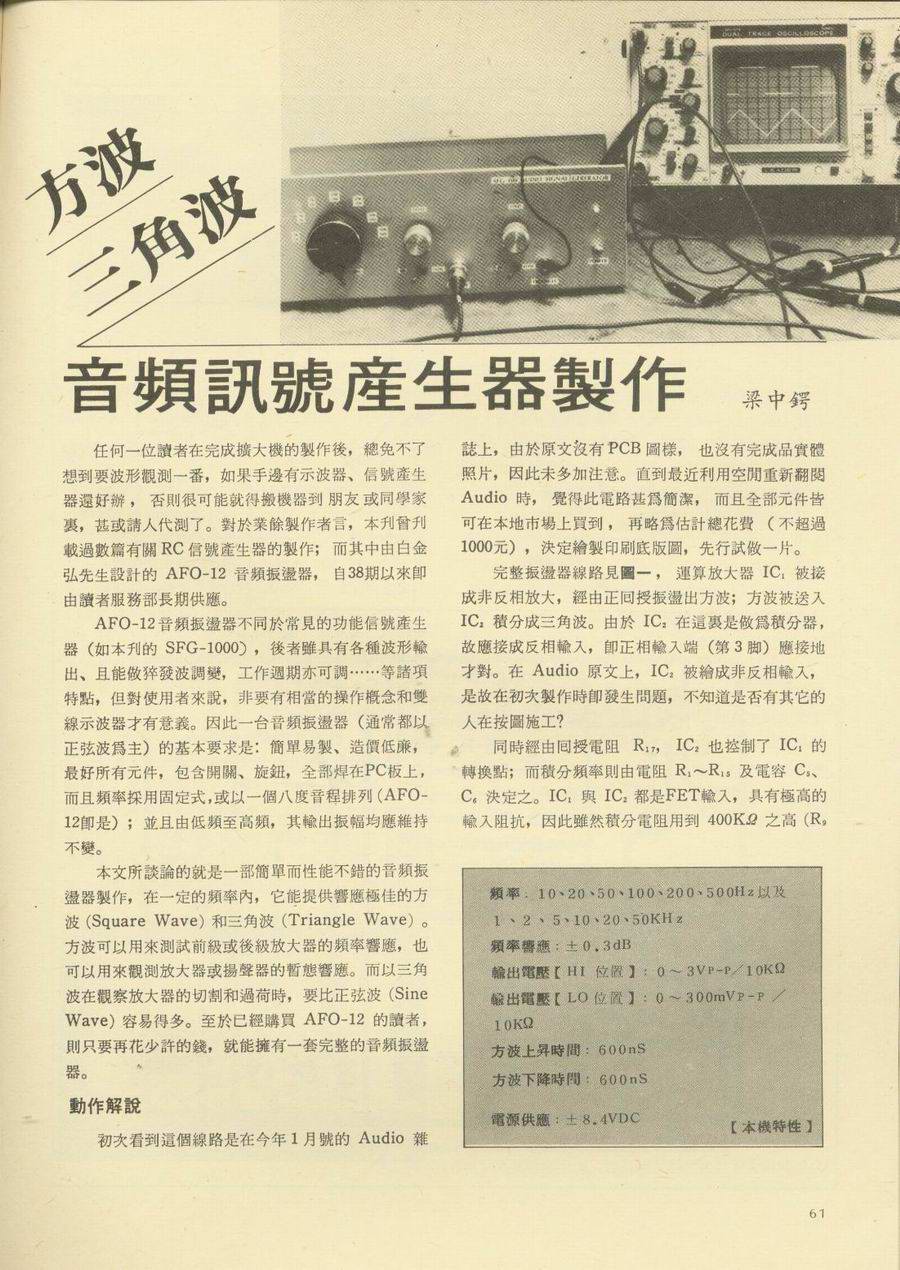 DUAL TRACE OSCILLOSCOPE
AUDIO SIGNAL GENERATOR
方波
三角波
音頻訊號產生器製作
梁中鍔
任何一位讀者在完成擴大機的製作後，總免不了
想到要波形觀測一番，如果手邊有示波器、信號產生
器還好辦，否則很可能就得搬機器到朋友或同學家
裏，甚或請人代測了。對於業餘製作者言，本刋曾刋
載過數篇有關 RC 信號產生器的製作；而其中由白金
弘先生設計的 AFO-12 音頻振盪器，自38期以來卽
由讀者服務部長期供應。
AFO-12音頻振盪器不同於常見的功能信號產生
器（如本刋的 SFG-1000），後者雖具有各種波形輸
出、且能做猝發波調變，工作週期亦可調……等諸項
特點，但對使用者來說，非要有相當的操作概念和雙
線示波器才有意義。因此一台音頻振盪器（通常都以
正弦波爲主）的基本要求是：簡單易製、造價低廉，
最好所有元件，包含開關、旋鈕，全部焊在PC板上，
而且頻率採用固定式，或以一個八度音程排列（AFO-
12卽是）；並且由低頻至高頻，其輸出振幅均應維持
不變。
本文所談論的就是一部簡單而性能不錯的音頻振
盪器製作，在一定的頻率內，它能提供響應極佳的方
波（Square Wave）和三角波（Triangle Wave）。
方波可以用來測試前級或後級放大器的頻率響應，也
可以用來觀測放大器或揚聲器的暫態響應。而以三角
波在觀察放大器的切割和過荷時，要比正弦波（Sine
Wave）容易得多。至於已經購買 AFO-12 的讀者，
則只要再花少許的錢，就能擁有一套完整的音頻振盪
器。
動作解說
初次看到這個線路是在今年1月號的 Audio 雜
誌上，由於原文沒有PCB圖樣，也沒有完成品實體
照片，因此未多加注意。直到最近利用空閒重新翻閱
Audio 時，覺得此電路甚爲簡潔，而且全部元件皆
可在本地市場上買到，再略爲估計總花費（不超過
1000元），決定繪製印刷底版圖，先行試做一片。
完整振盪器線路見圖一，運算放大器 IC₁ 被接
成非反相放大，經由正回授振盪出方波；方波被送入
IC₂ 積分成三角波。由於 IC₂ 在這裏是做爲積分器，
故應接成反相輸入，卽正相輸入端（第3脚）應接地
才對。在 Audio 原文上，IC₂ 被繪成非反相輸入，
是故在初次製作時卽發生問題，不知道是否有其它的
人在按圖施工？
同時經由回授電阻 R₁₇，IC₂ 也控制了 IC₁ 的
轉換點；而積分頻率則由電阻 R₁～R₁₅ 及電容 C₅、
C₆ 決定之。IC₁ 與 IC₂ 都是FET輸入，具有極高的
輸入阻抗，因此雖然積分電阻用到 400KΩ 之高（R₉
頻率：10、20、50、100、200、500Hz以及
1、2、5、10、20、50KHz
頻率響應：±0.3dB
輸出電壓【HI 位置】：0～3VP-P／10KΩ
輸出電壓【LO 位置】：0～300mVP-P／
10KΩ
方波上昇時間：600nS
方波下降時間：600nS
電源供應：±8.4VDC
【本機特性】
61